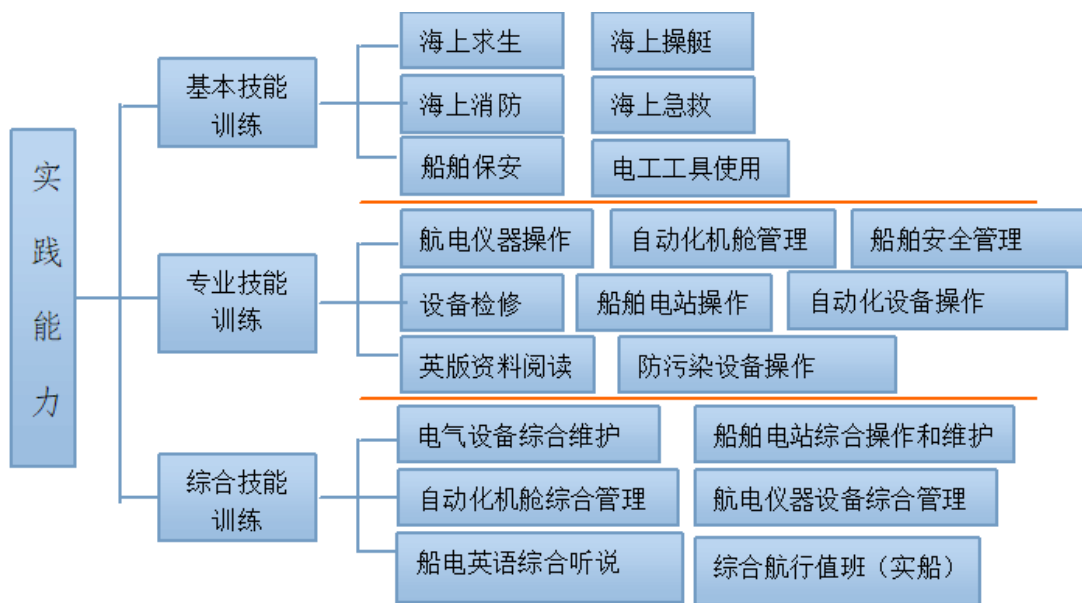 实践能力
基本技能
训练
海上求生
海上操艇
海上消防
海上急救
船舶保安
电工工具使用
专业技能
训练
航电仪器操作
自动化机舱管理
船舶安全管理
设备检修
船舶电站操作
自动化设备操作
英版资料阅读
防污染设备操作
综合技能
训练
电气设备综合维护
船舶电站综合操作和维护
自动化机舱综合管理
航电仪器设备综合管理
船电英语综合听说
综合航行值班（实船）